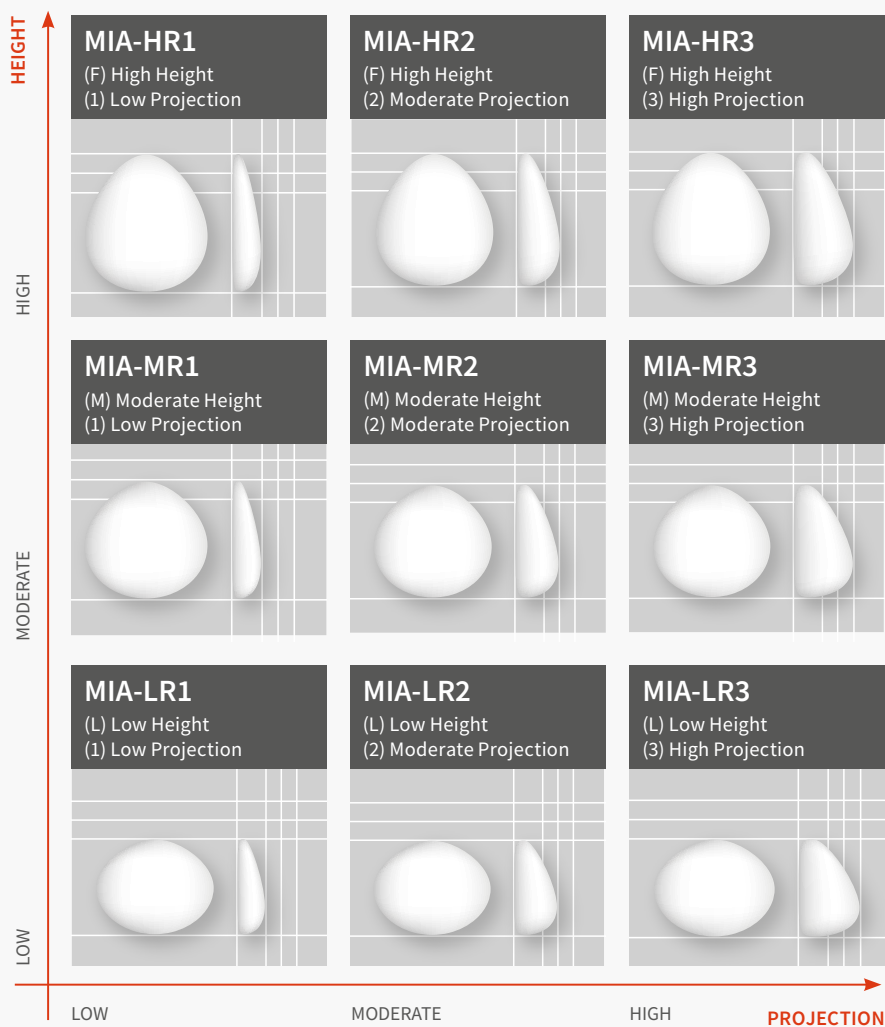 HEIGHT
MIA-HR1
(F) High Height
(1) Low Projection
MIA-HR2
(F) High Height
(2) Moderate Projection
MIA-HR3
(F) High Height
(3) High Projection
HIGH
MIA-MR1
(M) Moderate Height
(1) Low Projection
MIA-MR2
(M) Moderate Height
(2) Moderate Projection
MIA-MR3
(M) Moderate Height
(3) High Projection
MODERATE
MIA-LR1
(L) Low Height
(1) Low Projection
MIA-LR2
(L) Low Height
(2) Moderate Projection
MIA-LR3
(L) Low Height
(3) High Projection
LOW
LOW
MODERATE
HIGH
PROJECTION